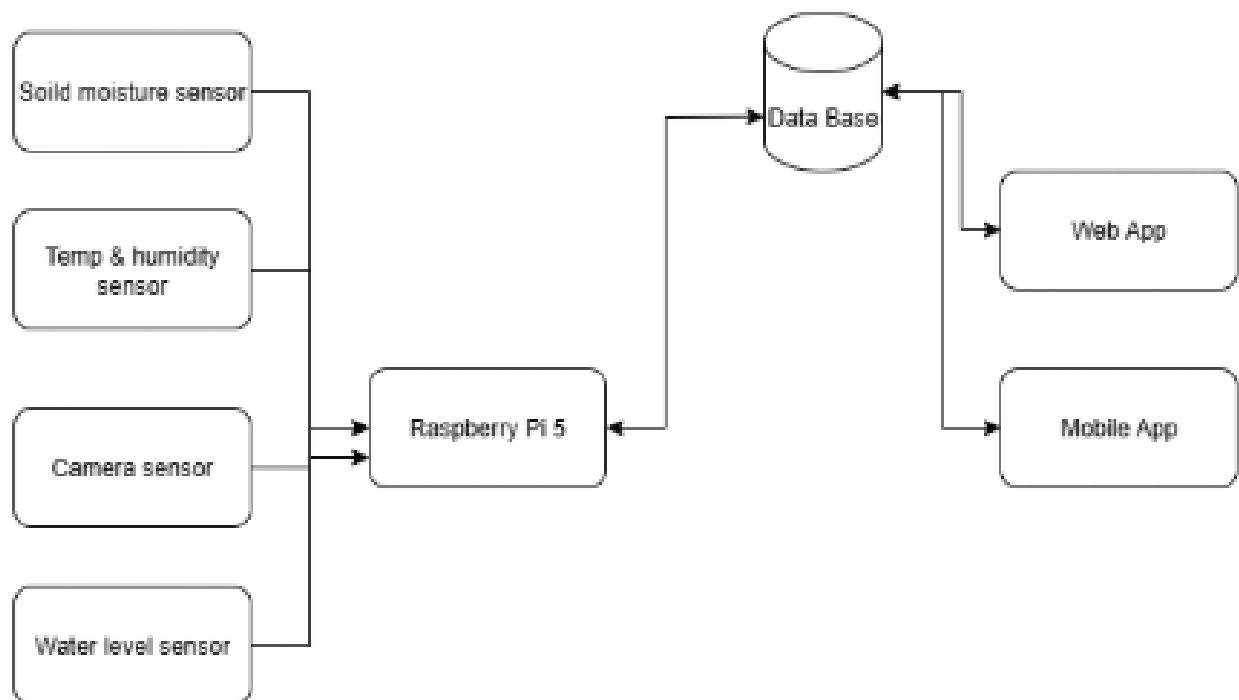 Soild moisture sensor
Temp & humidity
sensor
Camera sensor
Water level sensor
Raspberry Pi 5
Data Base
Web App
Mobile App